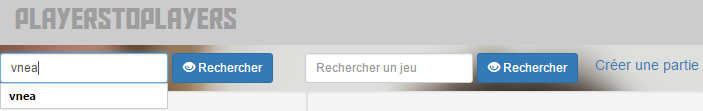 PLAYERSTOPLAYERS
vnea Rechercher Rechercher un jeu Rechercher Créer une partie
vnea